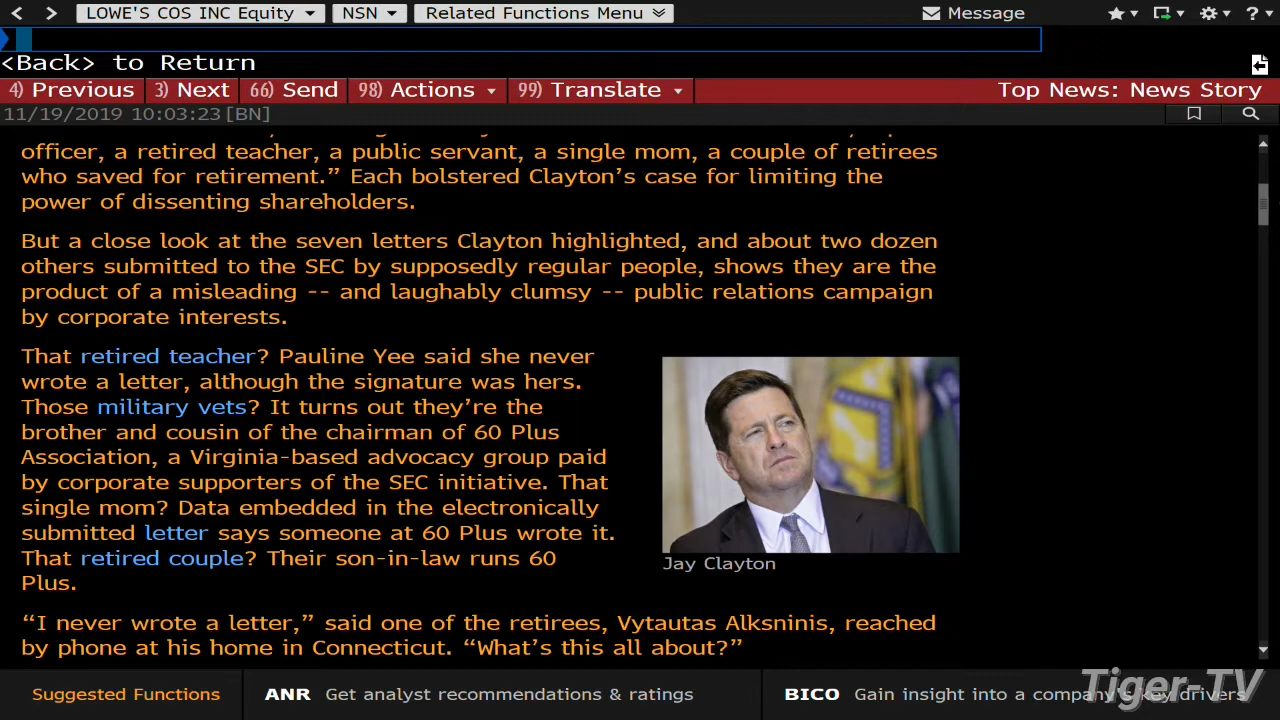 LOWE'S COS INC Equity NSN Related Functions Menu Message
<Back> to Return
4) Previous 3) Next 66) Send 98) Actions 99) Translate Top News: News Story
11/19/2019 10:03:23 [BN]
officer, a retired teacher, a public servant, a single mom, a couple of retirees
who saved for retirement.” Each bolstered Clayton’s case for limiting the
power of dissenting shareholders.
But a close look at the seven letters Clayton highlighted, and about two dozen
others submitted to the SEC by supposedly regular people, shows they are the
product of a misleading -- and laughably clumsy -- public relations campaign
by corporate interests.
That retired teacher? Pauline Yee said she never
wrote a letter, although the signature was hers.
Those military vets? It turns out they’re the
brother and cousin of the chairman of 60 Plus
Association, a Virginia-based advocacy group paid
by corporate supporters of the SEC initiative. That
single mom? Data embedded in the electronically
submitted letter says someone at 60 Plus wrote it.
That retired couple? Their son-in-law runs 60
Plus.
Jay Clayton
“I never wrote a letter,” said one of the retirees, Vytautas Alksninis, reached
by phone at his home in Connecticut. “What’s this all about?”
Suggested Functions ANR Get analyst recommendations & ratings BICO Gain insight into a company's key drivers
Tiger-TV